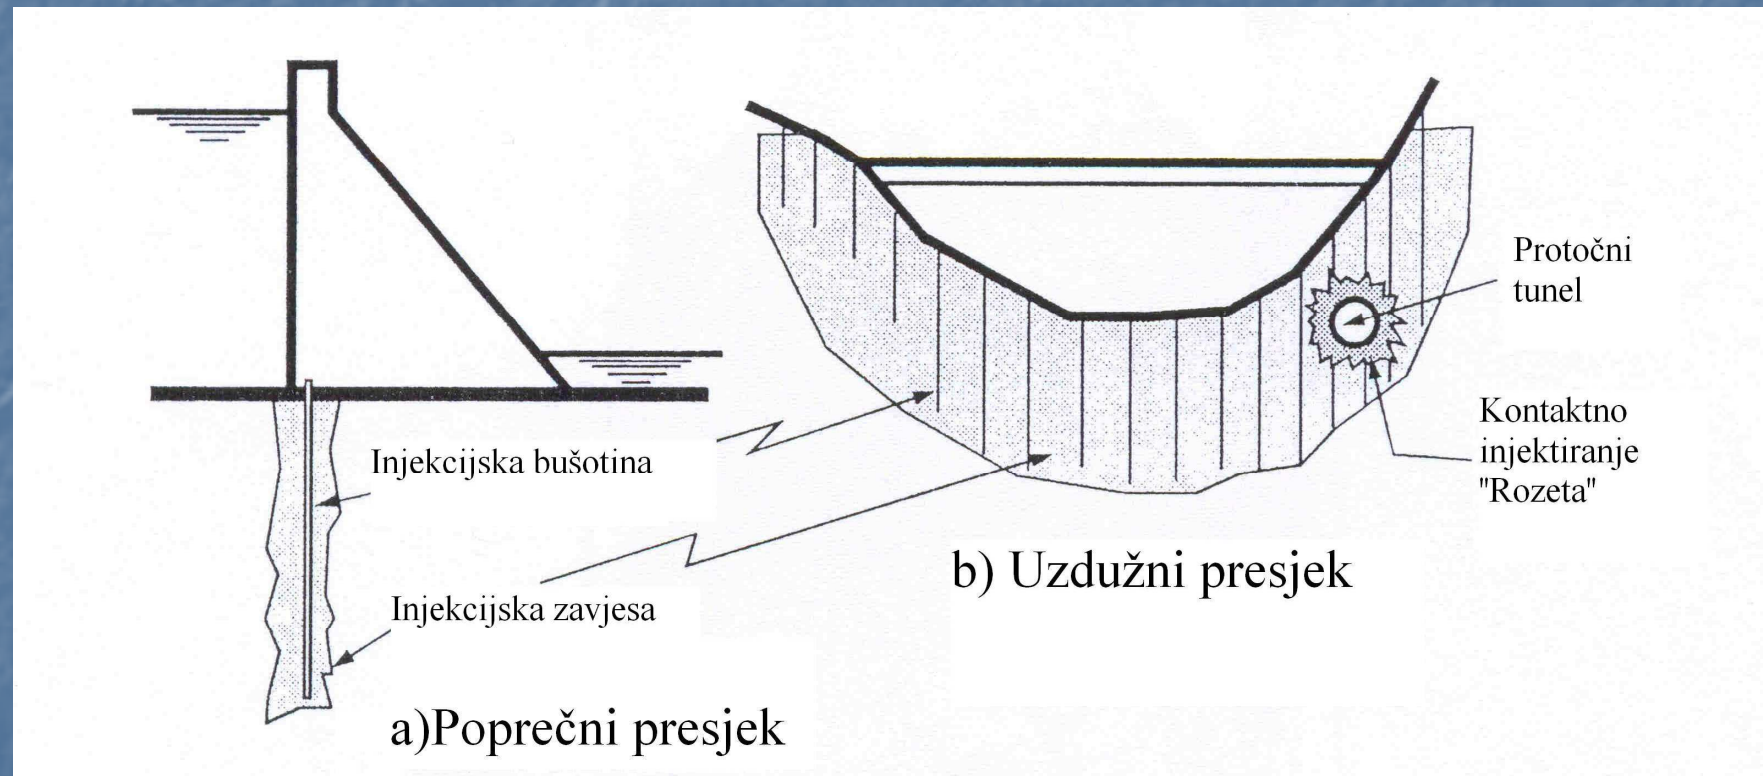 Injekcijska bušotina
Injekcijska zavjesa
a)Poprečni presjek
Protočni
tunel
Kontaktno
injektiranje
"Rozeta"
b) Uzdužni presjek